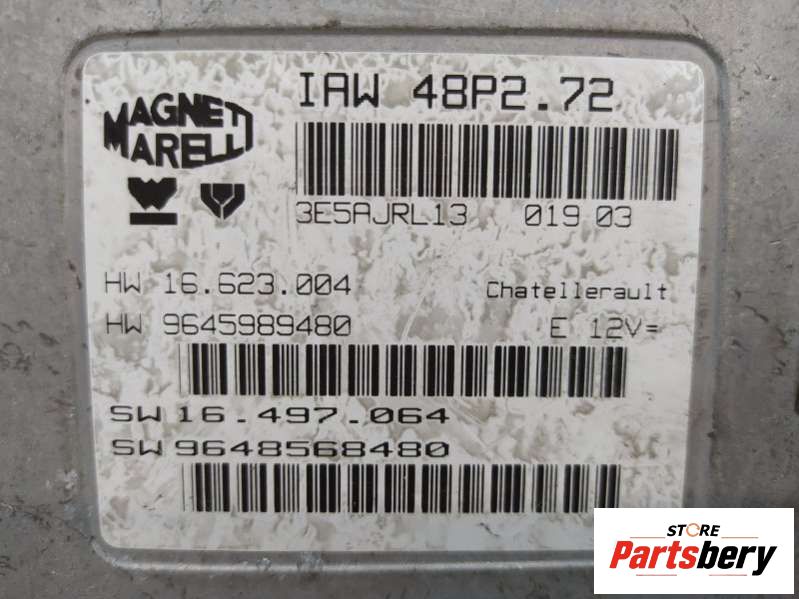 MAGNETI
MARELLI
IAW 48P2.72
3E5AJRL13 019 03
HW 16.623.004 Chatellerault
HW 9645989480 E 12V=
SW 16.497.064
SW 9648568480
STORE
Partsbery